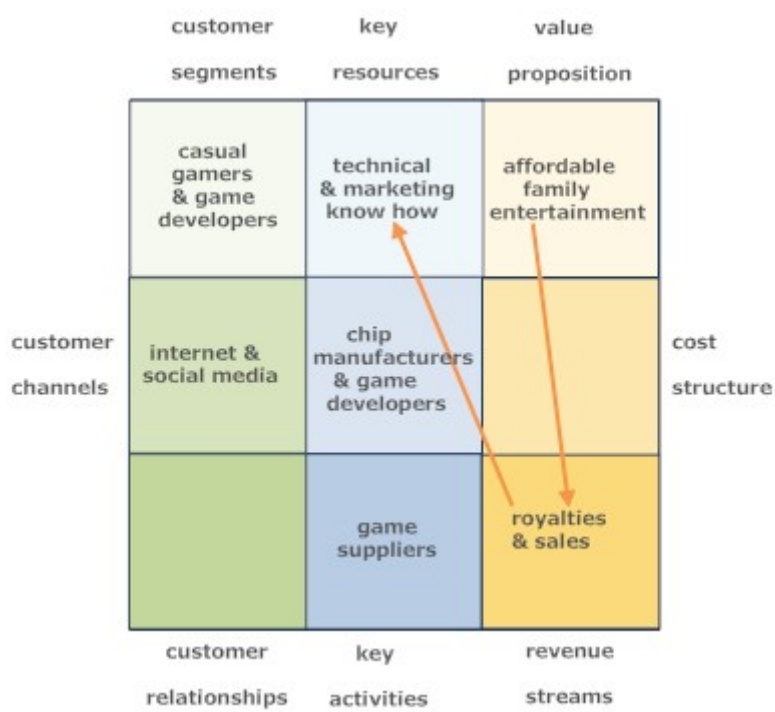 customer
segments
key
resources
value
proposition
casual
gamers
& game
developers
technical
& marketing
know how
affordable
family
entertainment
customer
channels
internet &
social media
chip
manufacturers
& game
developers
cost
structure
game
suppliers
royalties
& sales
customer
relationships
key
activities
revenue
streams